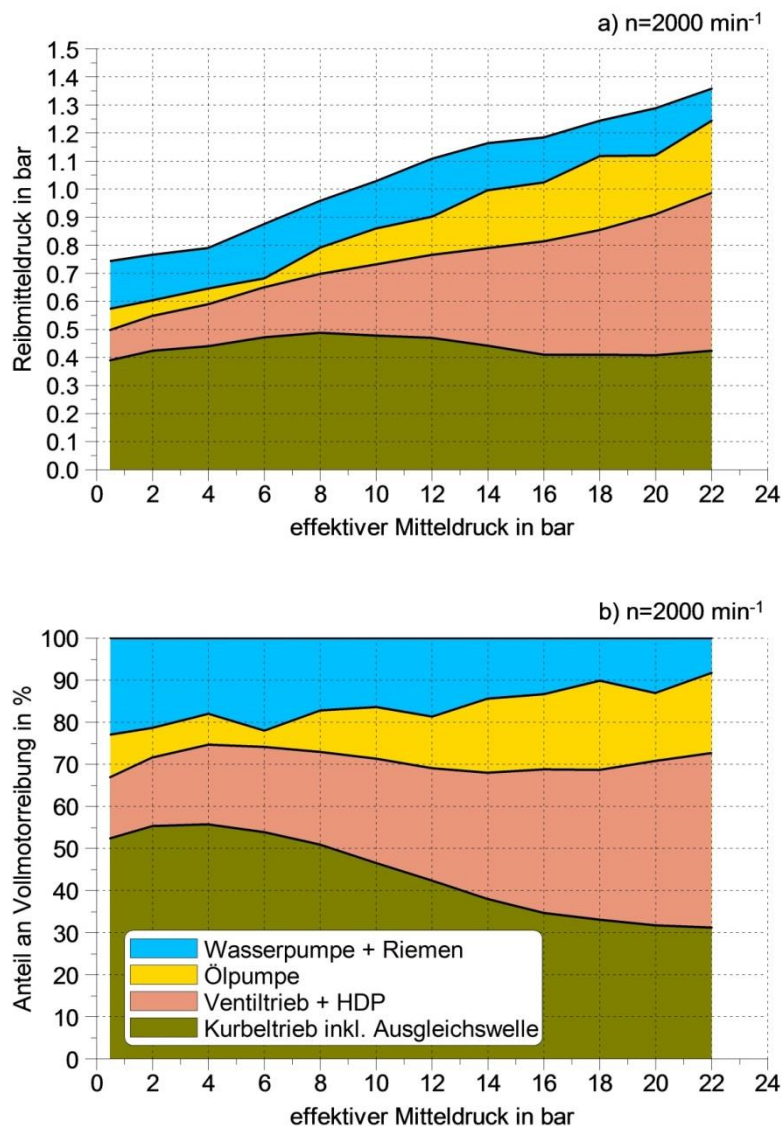 a) n=2000 min-1
Reibmitteldruck in bar
1.5
1.4
1.3
1.2
1.1
1.0
0.9
0.8
0.7
0.6
0.5
0.4
0.3
0.2
0.1
0.0
0 2 4 6 8 10 12 14 16 18 20 22 24
effektiver Mitteldruck in bar
b) n=2000 min-1
Anteil an Vollmotorreibung in %
100
90
80
70
60
50
40
30
20
10
0
Wasserpumpe + Riemen
Ölpumpe
Ventiltrieb + HDP
Kurbeltrieb inkl. Ausgleichswelle
0 2 4 6 8 10 12 14 16 18 20 22 24
effektiver Mitteldruck in bar